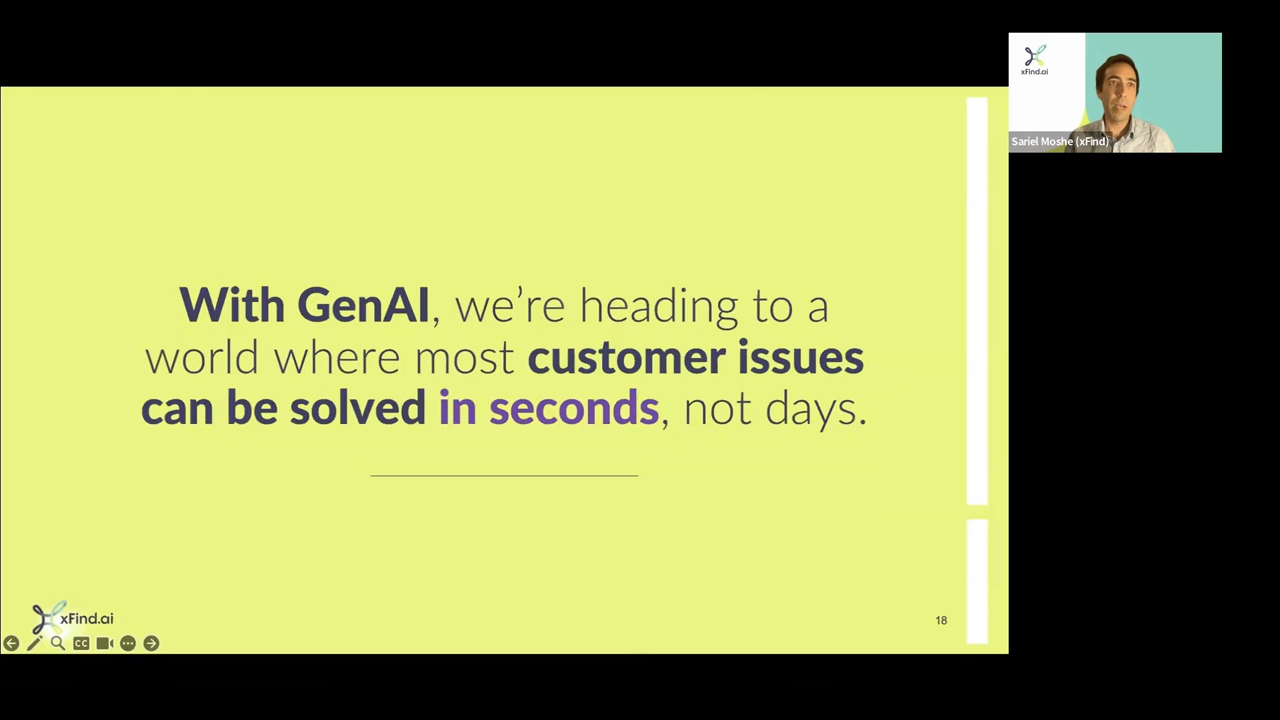 With GenAI, we're heading to a
world where most customer issues
can be solved in seconds, not days.
xFind.ai
CC
18
xFind.ai
Sariel Moshe (xFind)